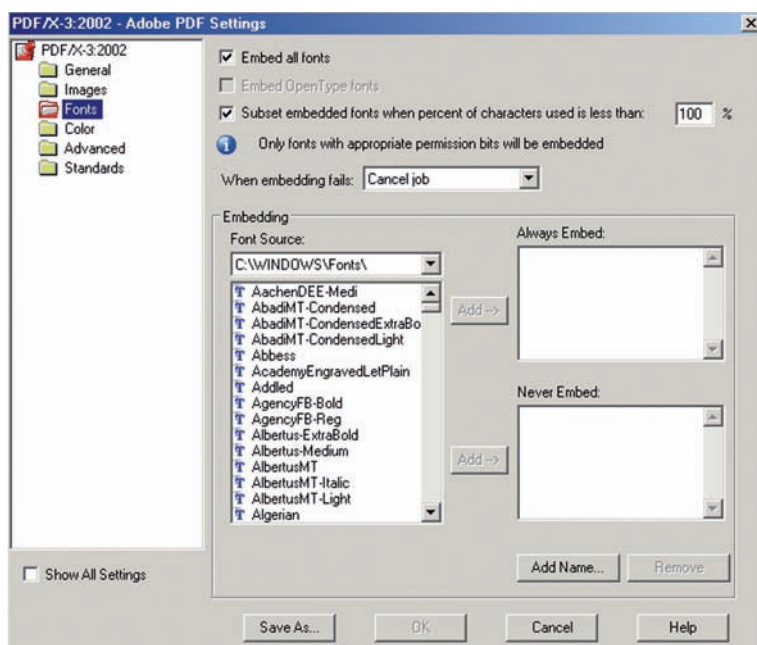 PDF/X-3:2002 - Adobe PDF Settings
PDF/X-3:2002
General
Images
Fonts
Color
Advanced
Standards
Show All Settings
Embed all fonts
Embed OpenType fonts
Subset embedded fonts when percent of characters used is less than: 100 %
Only fonts with appropriate permission bits will be embedded
When embedding fails: Cancel job
Embedding
Font Source:
C:\WINDOWS\Fonts\
AachenDEE-Medi
AbadiMT-Condensed
AbadiMT-CondensedExtraBo
AbadiMT-CondensedLight
Abbess
AcademyEngravedLetPlain
Addled
AgencyFB-Bold
AgencyFB-Reg
Albertus-ExtraBold
Albertus-Medium
AlbertusMT
AlbertusMT-Italic
AlbertusMT-Light
Algerian
Add -->
Add -->
Always Embed:
Never Embed:
Add Name... Remove
Save As... OK Cancel Help